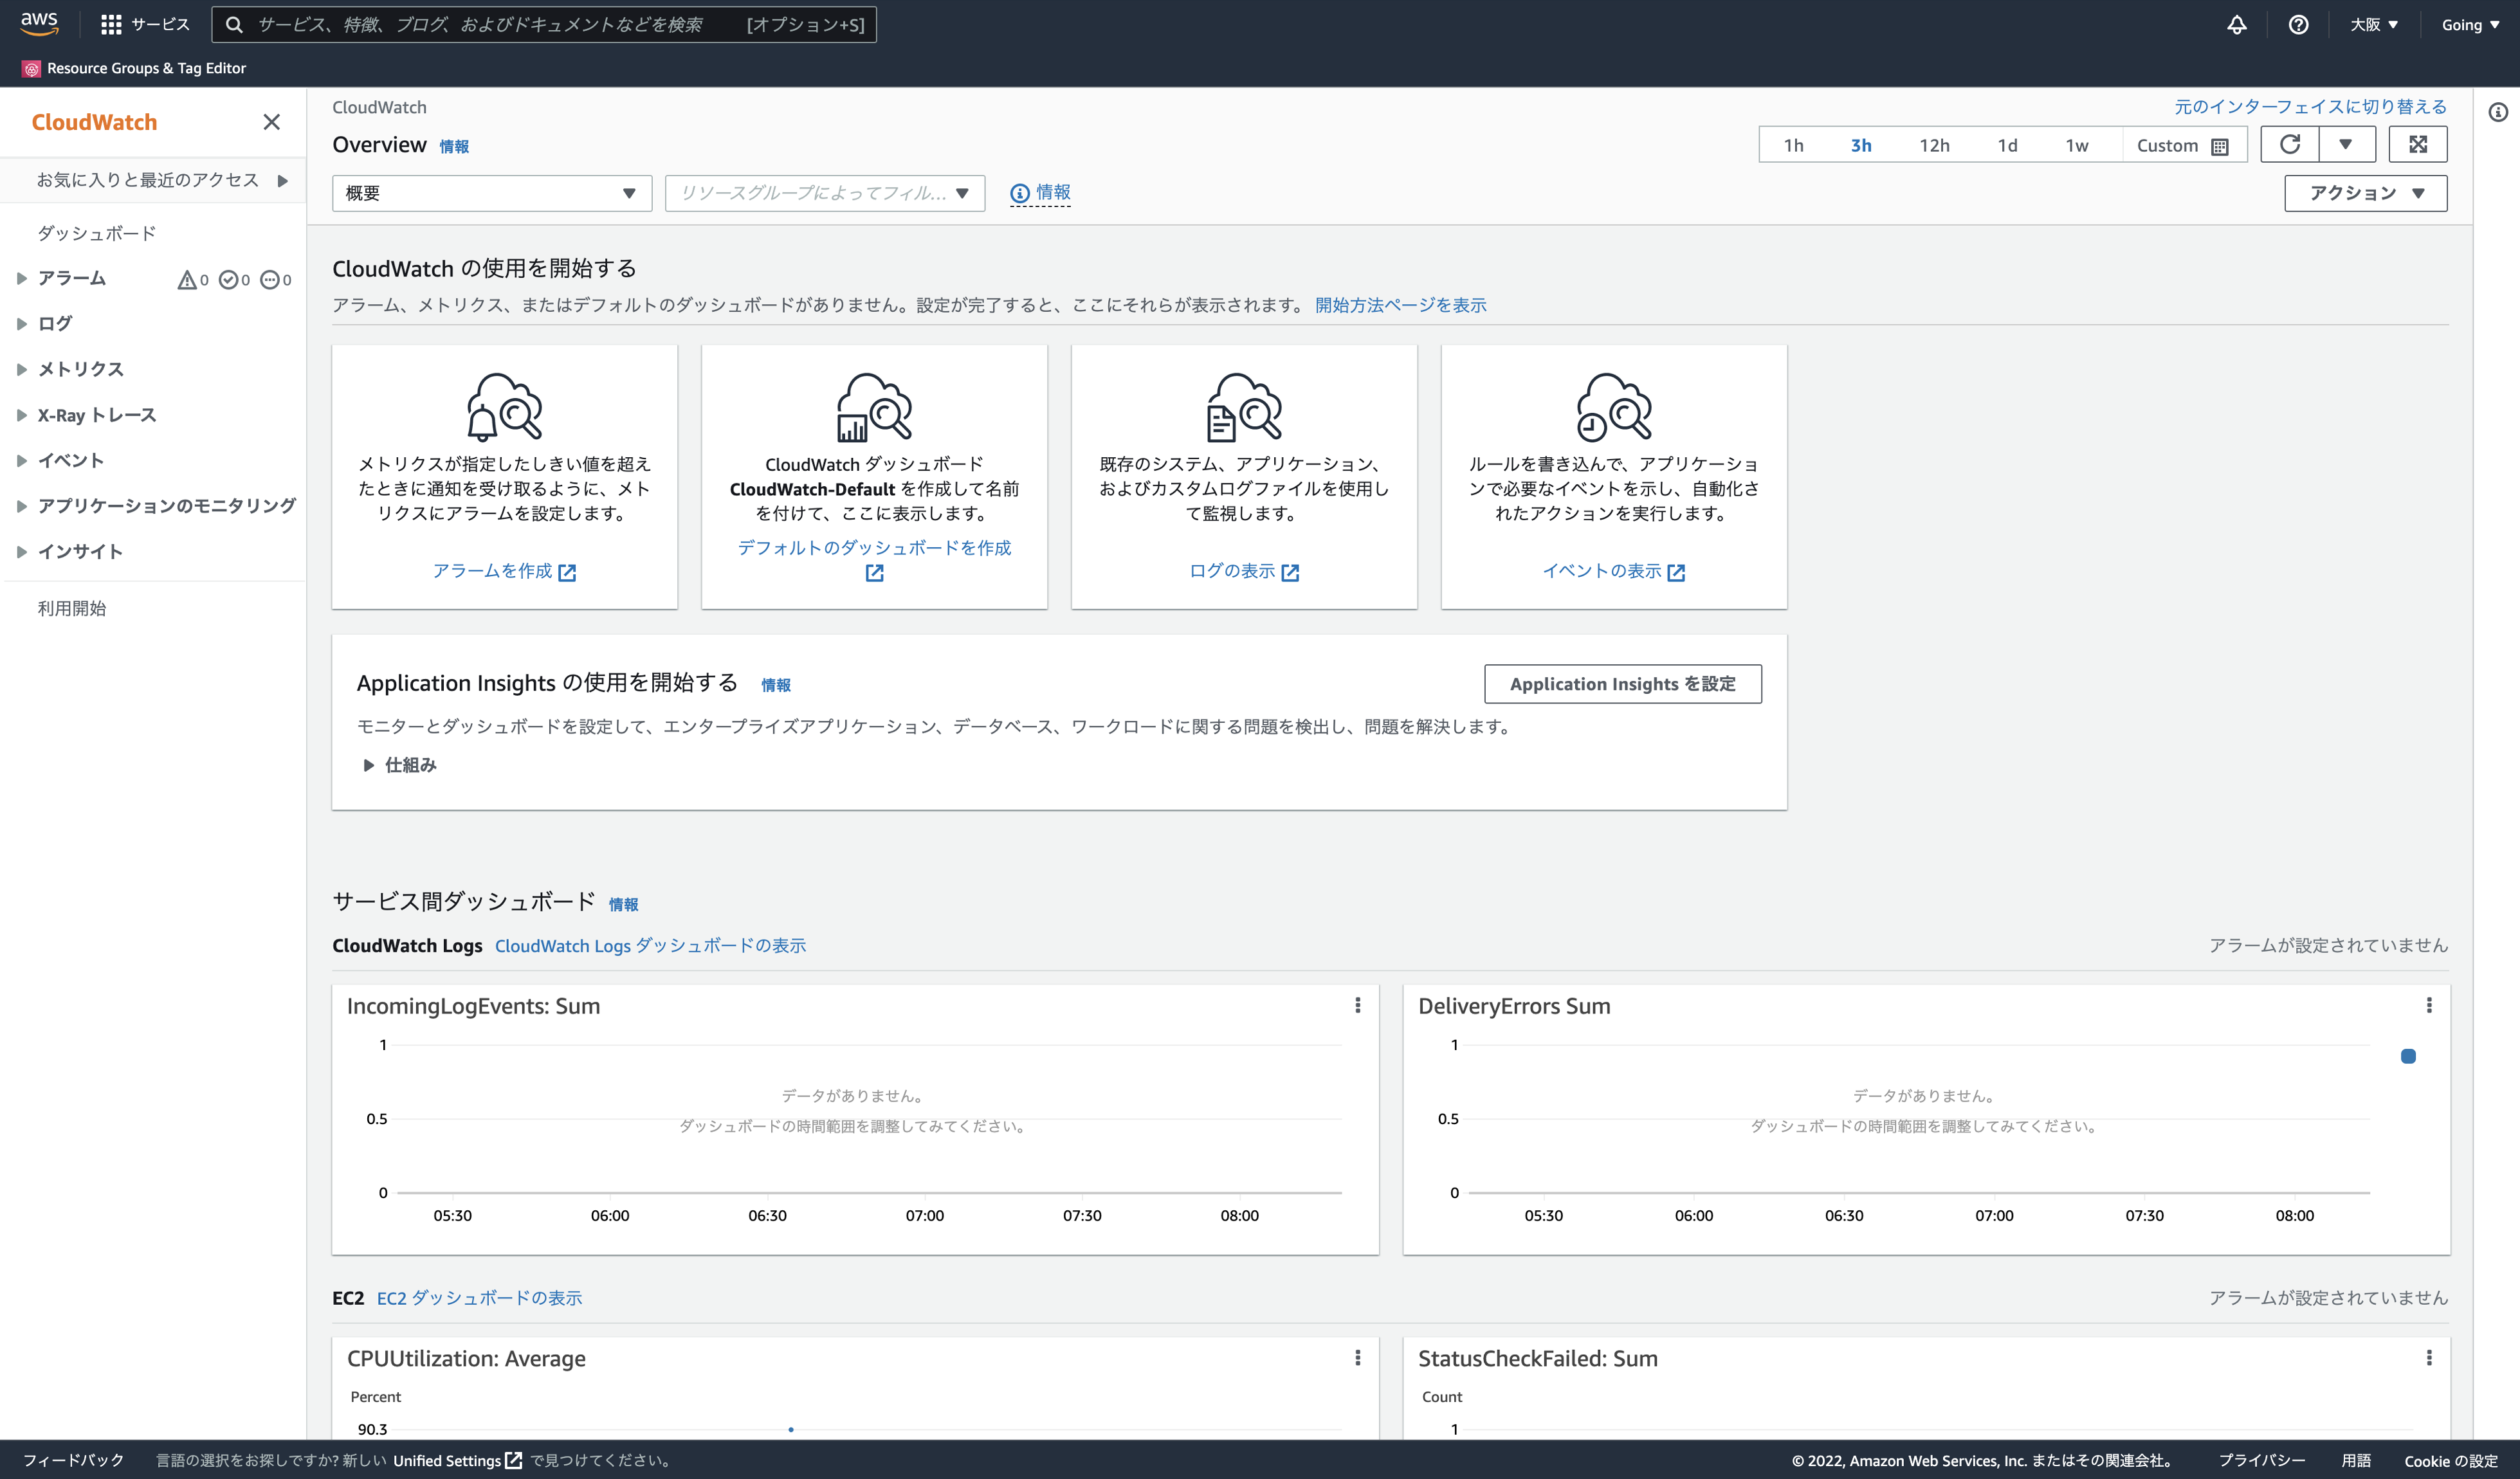 aws
サービス
サービス、特徴、ブログ、およびドキュメントなどを検索
[オプション+S]
大阪
Going
Resource Groups & Tag Editor
CloudWatch
お気に入りと最近のアクセス
ダッシュボード
アラーム
0
0
0
ログ
メトリクス
X-Ray トレース
イベント
アプリケーションのモニタリング
インサイト
利用開始
CloudWatch
元のインターフェイスに切り替える
Overview 情報
1h 3h 12h 1d 1w Custom
概要
リソースグループによってフィル...
情報
アクション
CloudWatch の使用を開始する
アラーム、メトリクス、またはデフォルトのダッシュボードがありません。設定が完了すると、ここにそれらが表示されます。 開始方法ページを表示
メトリクスが指定したしきい値を超え
たときに通知を受け取るように、メト
リクスにアラームを設定します。
アラームを作成
CloudWatch ダッシュボード
CloudWatch-Default を作成して名前
を付けて、ここに表示します。
デフォルトのダッシュボードを作成
既存のシステム、アプリケーション、
およびカスタムログファイルを使用し
て監視します。
ログの表示
ルールを書き込んで、アプリケーショ
ンで必要なイベントを示し、自動化さ
れたアクションを実行します。
イベントの表示
Application Insights の使用を開始する 情報
Application Insights を設定
モニターとダッシュボードを設定して、エンタープライズアプリケーション、データベース、ワークロードに関する問題を検出し、問題を解決します。
仕組み
サービス間ダッシュボード 情報
CloudWatch Logs CloudWatch Logs ダッシュボードの表示
アラームが設定されていません
IncomingLogEvents: Sum
1
データがありません。
0.5
ダッシュボードの時間範囲を調整してみてください。
0
05:30 06:00 06:30 07:00 07:30 08:00
DeliveryErrors Sum
1
データがありません。
0.5
ダッシュボードの時間範囲を調整してみてください。
0
05:30 06:00 06:30 07:00 07:30 08:00
EC2 EC2 ダッシュボードの表示
アラームが設定されていません
CPUUtilization: Average
Percent
90.3
StatusCheckFailed: Sum
Count
1
フィードバック
言語の選択をお探しですか? 新しい Unified Settings で見つけてください。
© 2022, Amazon Web Services, Inc. またはその関連会社。
プライバシー
用語
Cookie の設定